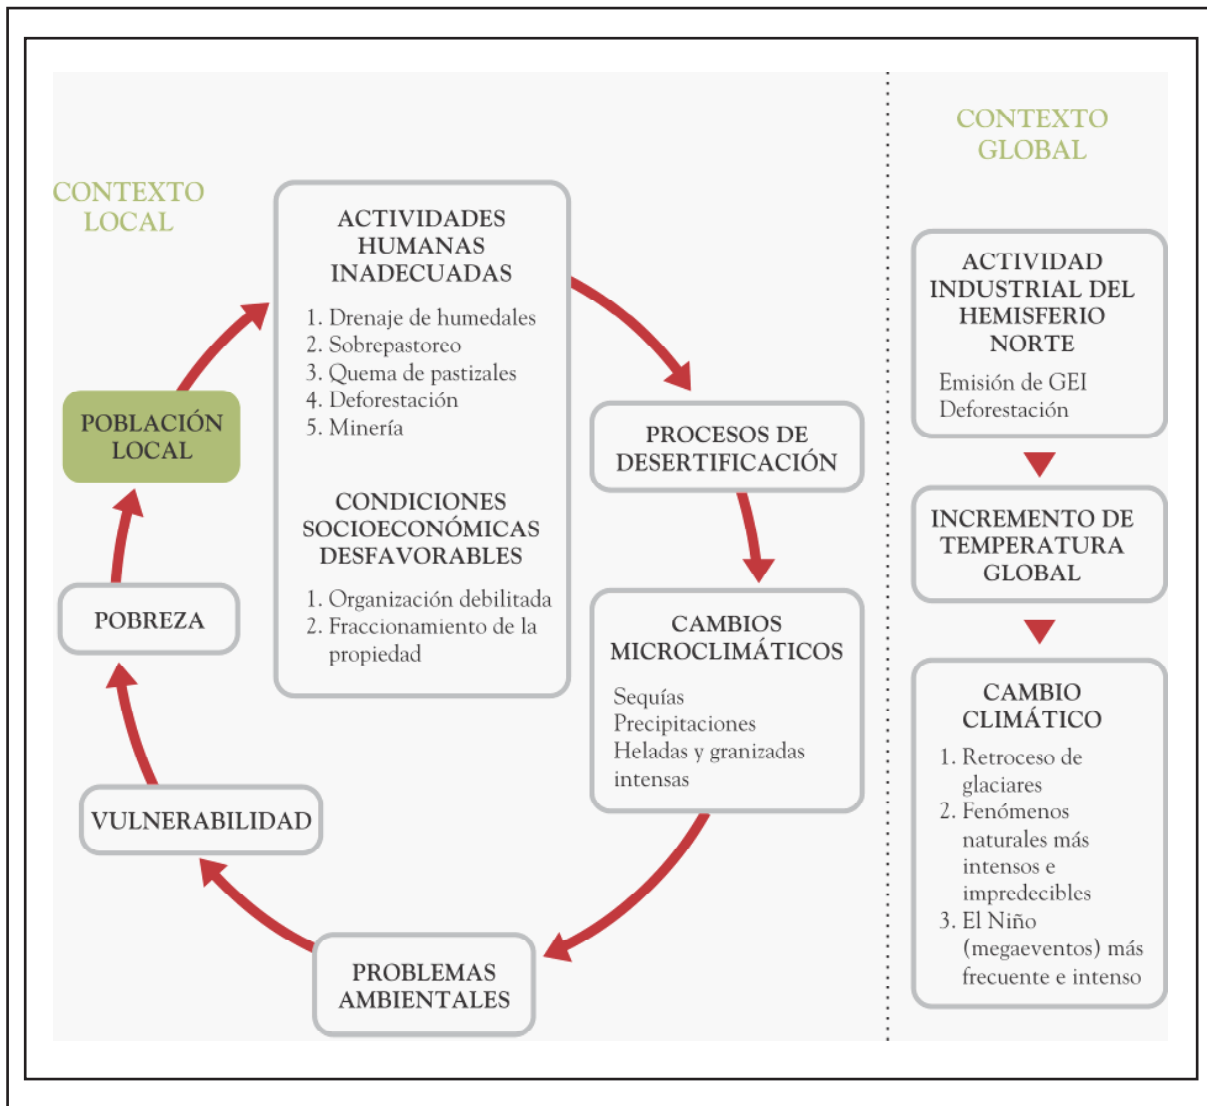 CONTEXTO
LOCAL
ACTIVIDADES
HUMANAS
INADECUADAS
1. Drenaje de humedales
2. Sobrepastoreo
3. Quema de pastizales
4. Deforestación
5. Minería
CONDICIONES
SOCIOECONÓMICAS
DESFAVORABLES
1. Organización debilitada
2. Fraccionamiento de la
propiedad
PROCESOS DE
DESERTIFICACIÓN
CAMBIOS
MICROCLIMÁTICOS
Sequías
Precipitaciones
Heladas y granizadas
intensas
PROBLEMAS
AMBIENTALES
VULNERABILIDAD
POBREZA
POBLACIÓN
LOCAL
CONTEXTO
GLOBAL
ACTIVIDAD
INDUSTRIAL DEL
HEMISFERIO
NORTE
Emisión de GEI
Deforestación
INCREMENTO DE
TEMPERATURA
GLOBAL
CAMBIO
CLIMÁTICO
1. Retroceso de
glaciares
2. Fenómenos
naturales más
intensos e
impredecibles
3. El Niño
(megaeventos) más
frecuente e intenso